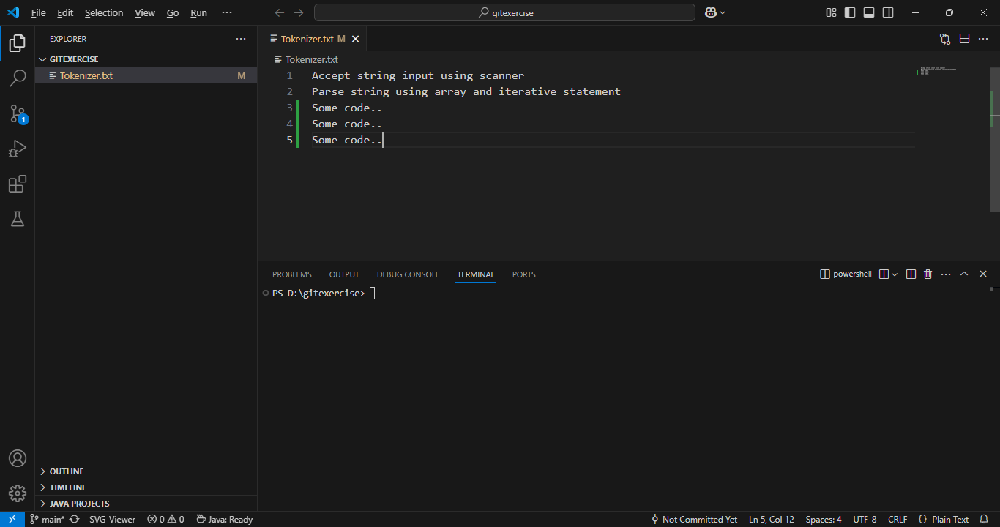 File Edit Selection View Go Run ···
gitexercise
EXPLORER ···
GITEXERCISE
Tokenizer.txt M
Tokenizer.txt M
Tokenizer.txt
1 Accept string input using scanner
2 Parse string using array and iterative statement
3 Some code..
4 Some code..
5 Some code..
PROBLEMS OUTPUT DEBUG CONSOLE TERMINAL PORTS
powershell
PS D:\gitexercise>
1
OUTLINE
TIMELINE
JAVA PROJECTS
main* SVG-Viewer 0 0 Java: Ready
Not Committed Yet Ln 5, Col 12 Spaces: 4 UTF-8 CRLF {} Plain Text